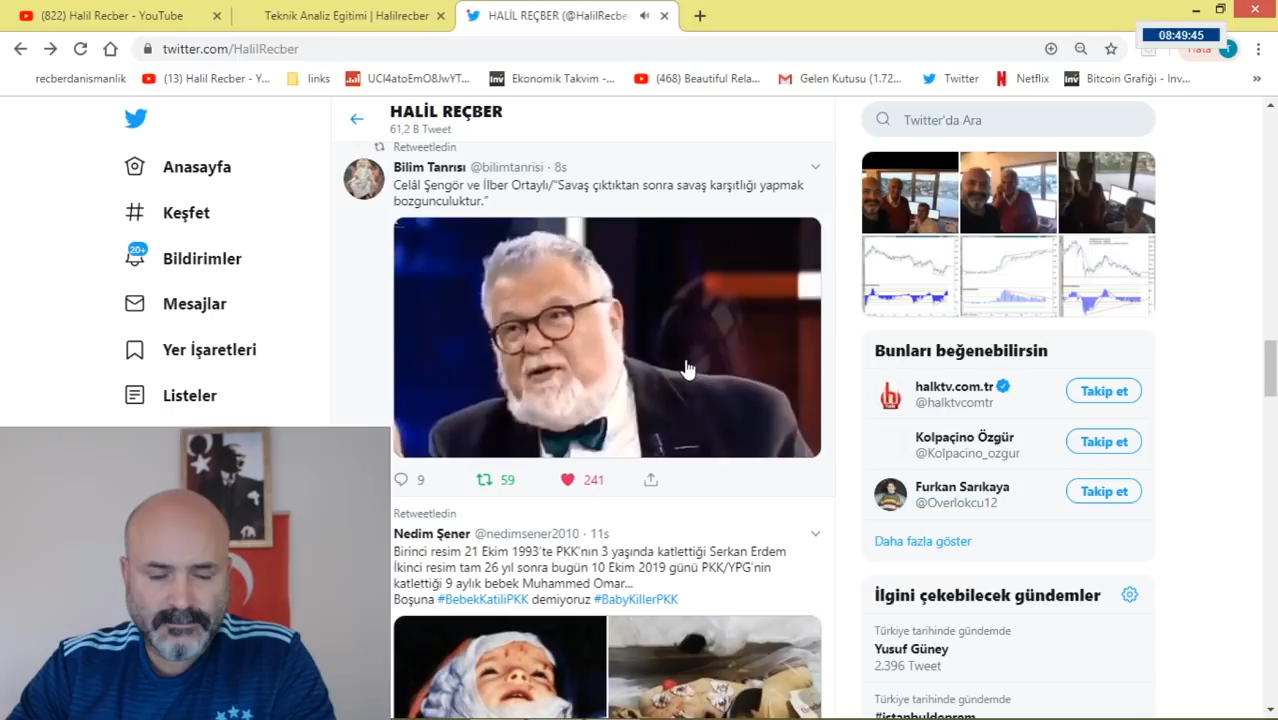 (822) Halil Recber - YouTube
Teknik Analiz Egitimi | Halilrecber
HALİL REÇBER (@HalilRecbe
08:49:45
twitter.com/HalilRecber
Hata
recberdanismanlik
(13) Halil Recber - Y...
links
UCl4atoEmO8JwYT...
Ekonomik Takvim -...
(468) Beautiful Rela...
Gelen Kutusu (1.72...
Twitter
Netflix
Bitcoin Grafiği - Inv...
HALİL REÇBER
61,2 B Tweet
Anasayfa
Keşfet
20+
Bildirimler
Mesajlar
Yer İşaretleri
Listeler
Retweetledin
Bilim Tanrısı @bilimtanrisi · 8s
Celâl Şengör ve İlber Ortaylı/"Savaş çıktıktan sonra savaş karşıtlığı yapmak
bozgunculuktur."
9
59
241
Retweetledin
Nedim Şener @nedimsener2010 · 11s
Birinci resim 21 Ekim 1993'te PKK'nın 3 yaşında katlettiği Serkan Erdem
İkinci resim tam 26 yıl sonra bugün 10 Ekim 2019 günü PKK/YPG'nin
katlettiği 9 aylık bebek Muhammed Omar...
Boşuna #BebekKatiliPKK demiyoruz #BabyKillerPKK
Twitter'da Ara
Bunları beğenebilirsin
halktv.com.tr
@halktvcomtr
Takip et
Kolpaçino Özgür
@Kolpacino_ozgur
Takip et
Furkan Sarıkaya
@Overlokcu12
Takip et
Daha fazla göster
İlgini çekebilecek gündemler
Türkiye tarihinde gündemde
Yusuf Güney
2.396 Tweet
Türkiye tarihinde gündemde
#istanbuldeprem